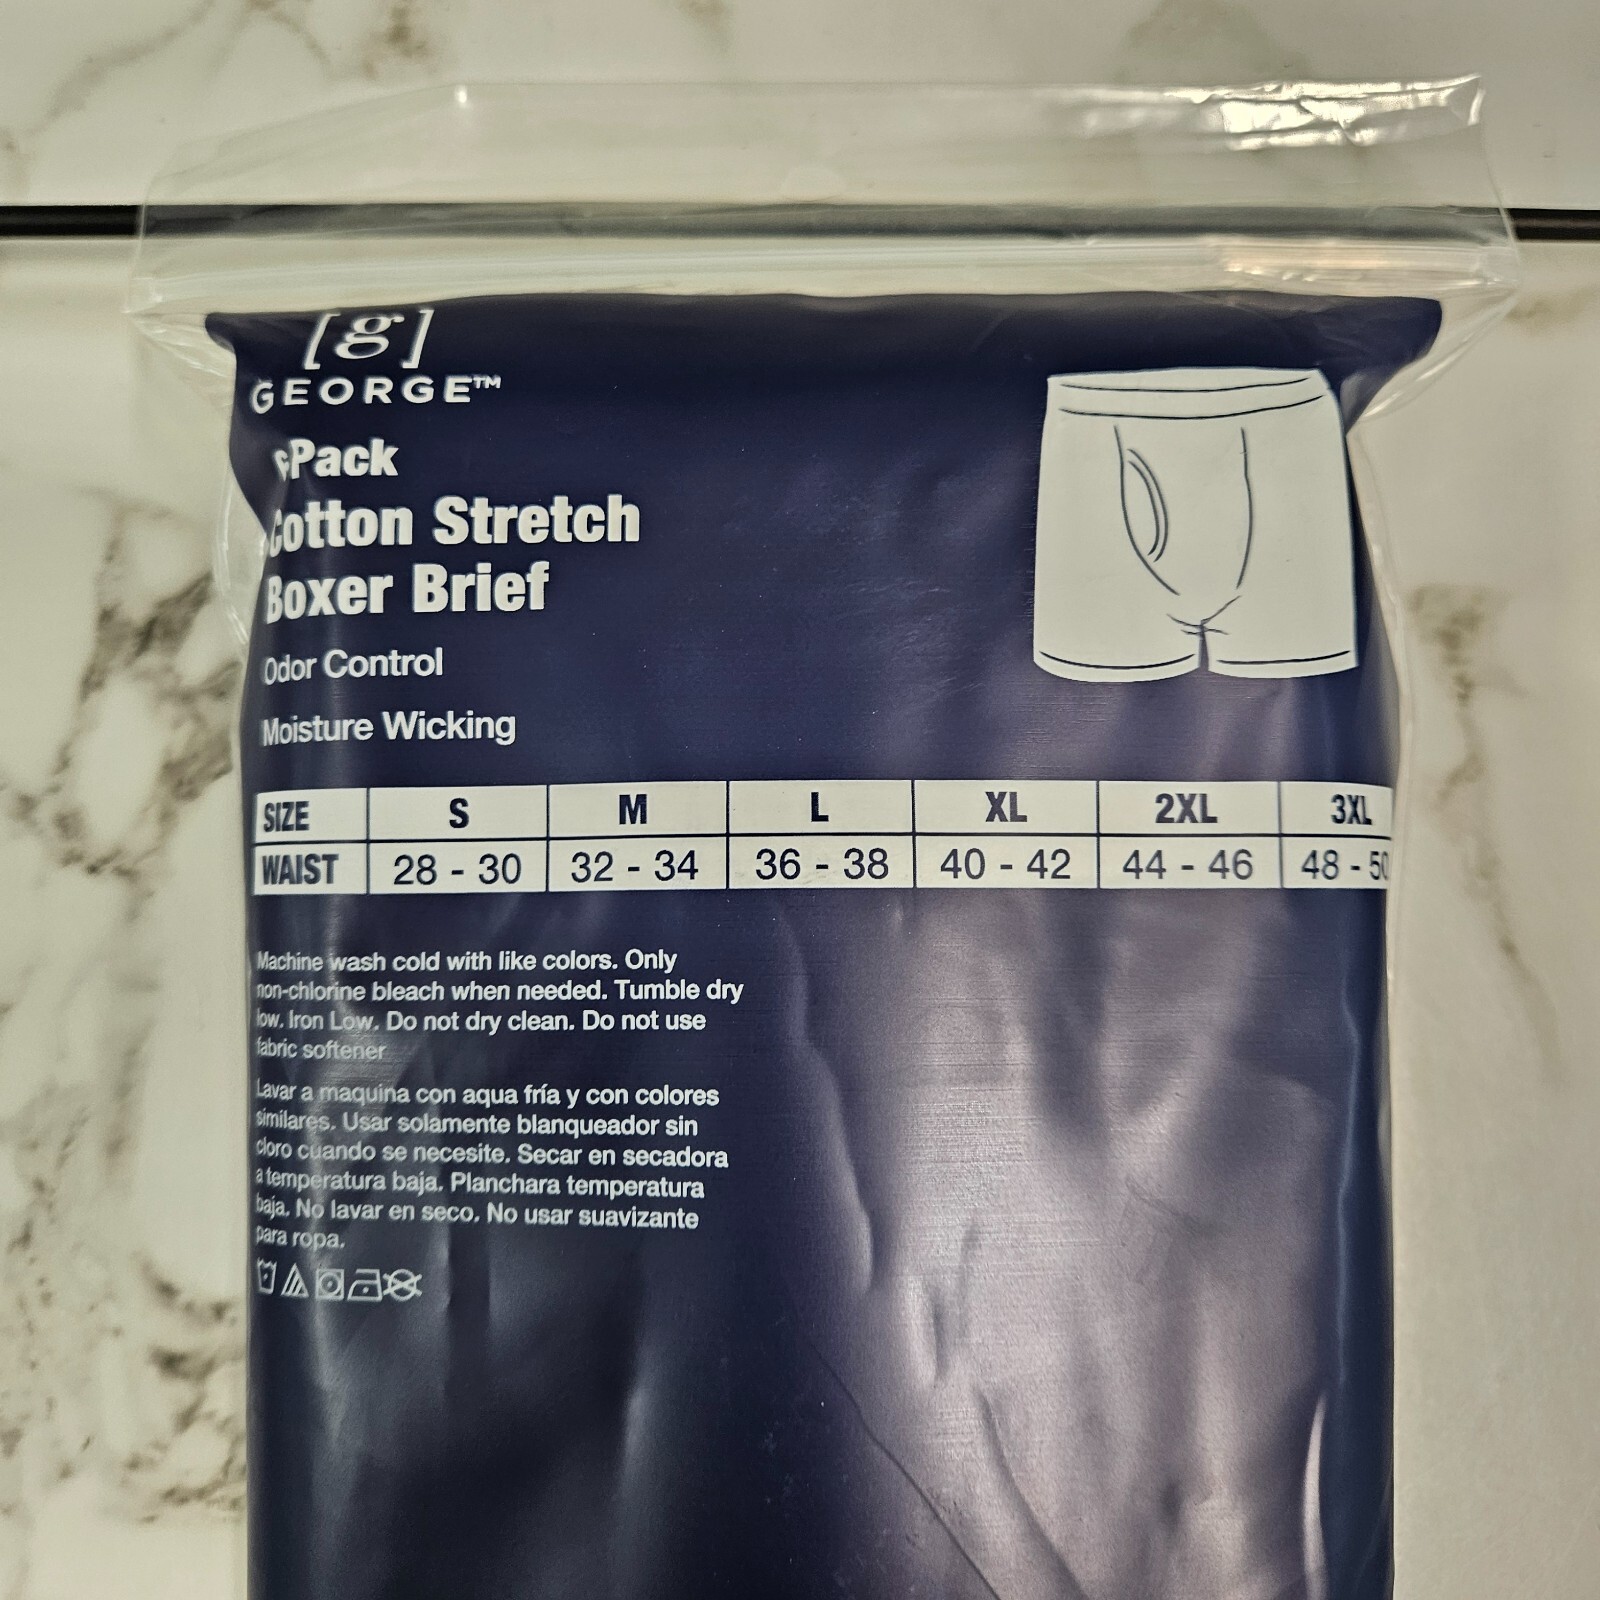 [g]
GEORGE™
Pack
Cotton Stretch
Boxer Brief
Odor Control
Moisture Wicking
SIZE S M L XL 2XL 3XL
WAIST 28 - 30 32 - 34 36 - 38 40 - 42 44 - 46 48 - 50
Machine wash cold with like colors. Only
non-chlorine bleach when needed. Tumble dry
low. Iron Low. Do not dry clean. Do not use
fabric softener
Lavar a maquina con aqua fría y con colores
similares. Usar solamente blanqueador sin
cloro cuando se necesite. Secar en secadora
a temperatura baja. Planchara temperatura
baja. No lavar en seco. No usar suavizante
para ropa.